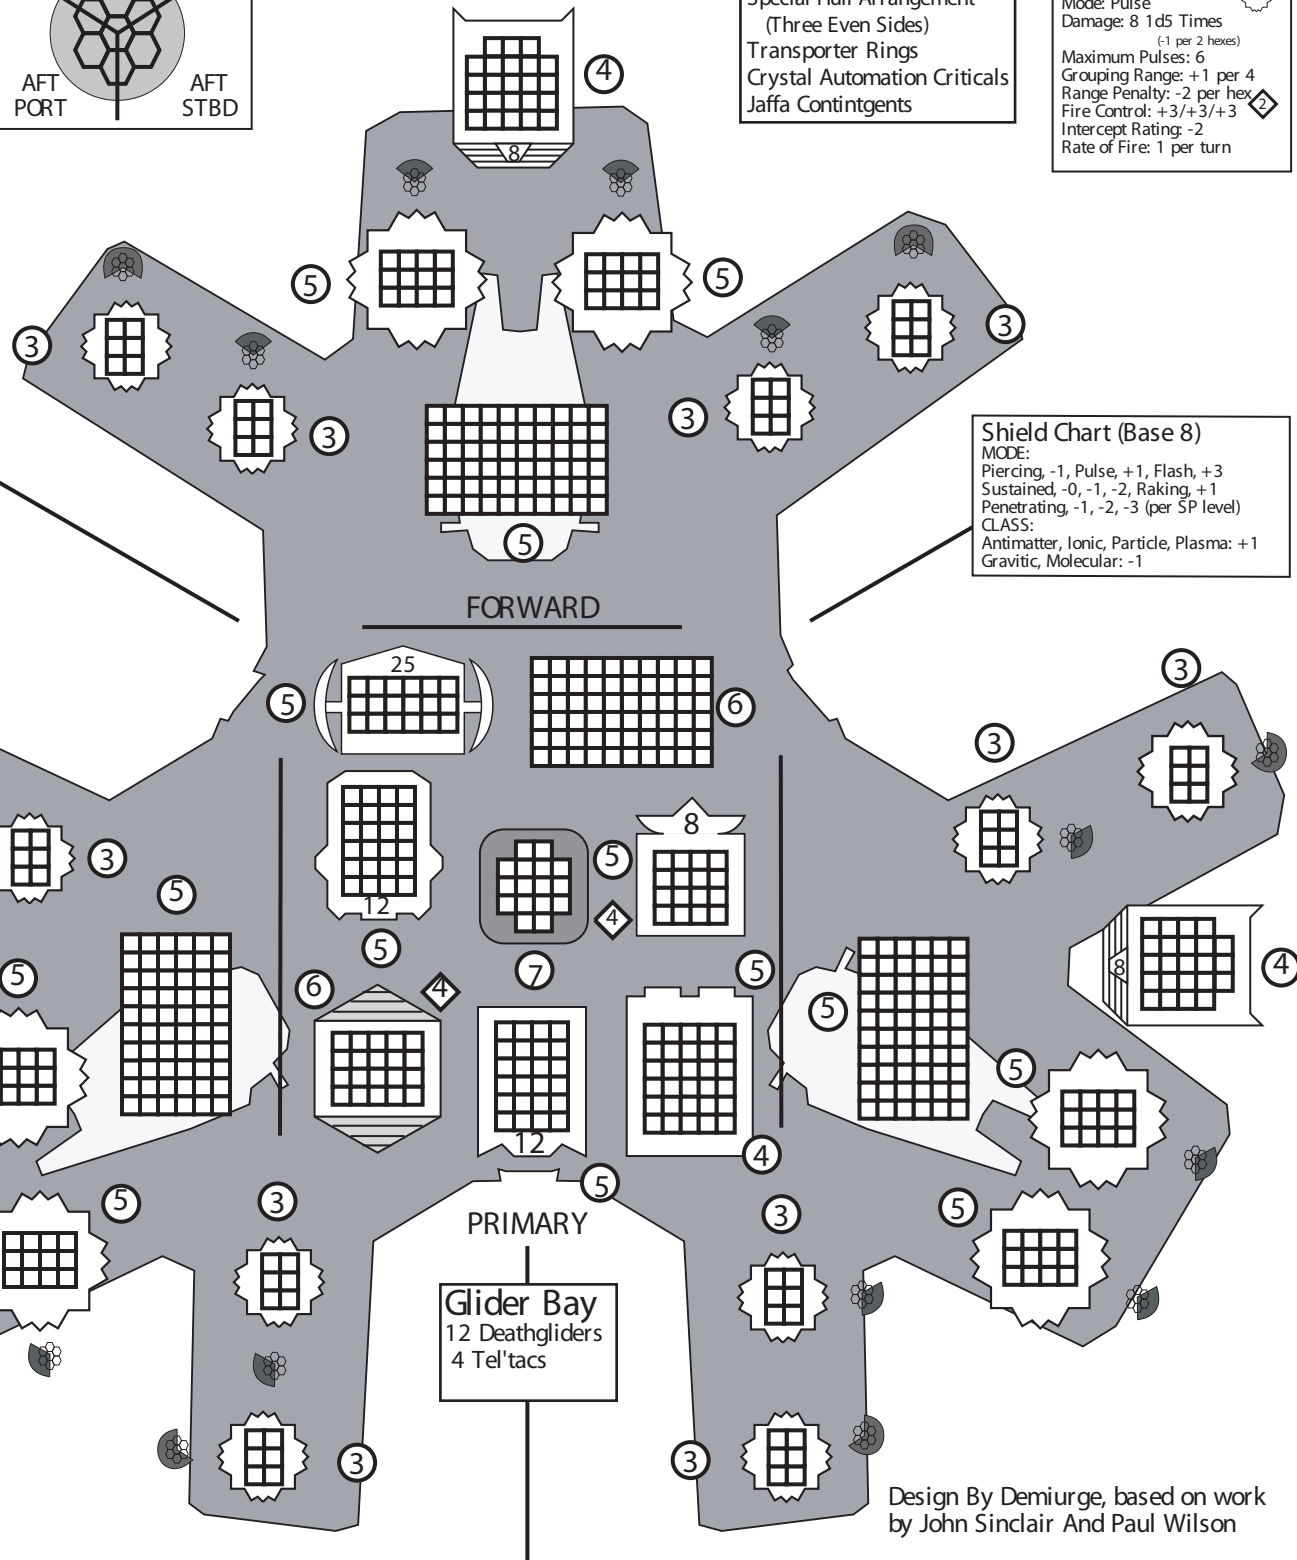 AFT
PORT
AFT
STBD
(Three Even Sides)
Transporter Rings
Crystal Automation Criticals
Jaffa Contintgents
Mode: Pulse
Damage: 8 1d5 Times
(-1 per 2 hexes)
Maximum Pulses: 6
Grouping Range: +1 per 4
Range Penalty: -2 per hex
Fire Control: +3/+3/+3
Intercept Rating: -2
Rate of Fire: 1 per turn
2
4
8
5
5
3
3
3
3
5
Shield Chart (Base 8)
MODE:
Piercing, -1, Pulse, +1, Flash, +3
Sustained, -0, -1, -2, Raking, +1
Penetrating, -1, -2, -3 (per SP level)
CLASS:
Antimatter, Ionic, Particle, Plasma: +1
Gravitic, Molecular: -1
FORWARD
25
5
6
3
3
12
5
8
5
4
7
3
5
5
6
4
12
5
4
5
8
4
5
5
5
5
3
3
PRIMARY
Glider Bay
12 Deathgliders
4 Tel'tacs
3
3
Design By Demiurge, based on work
by John Sinclair And Paul Wilson